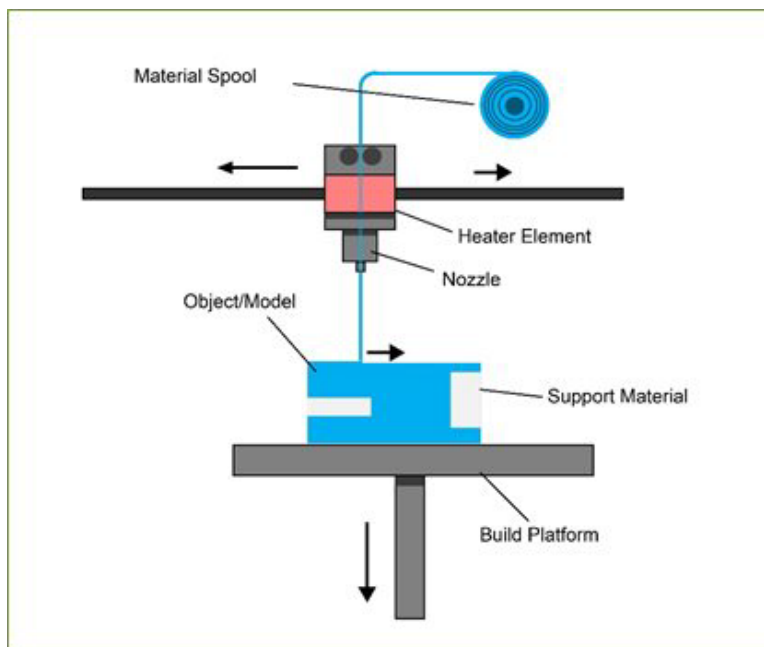 Material Spool
Heater Element
Nozzle
Object/Model
Support Material
Build Platform